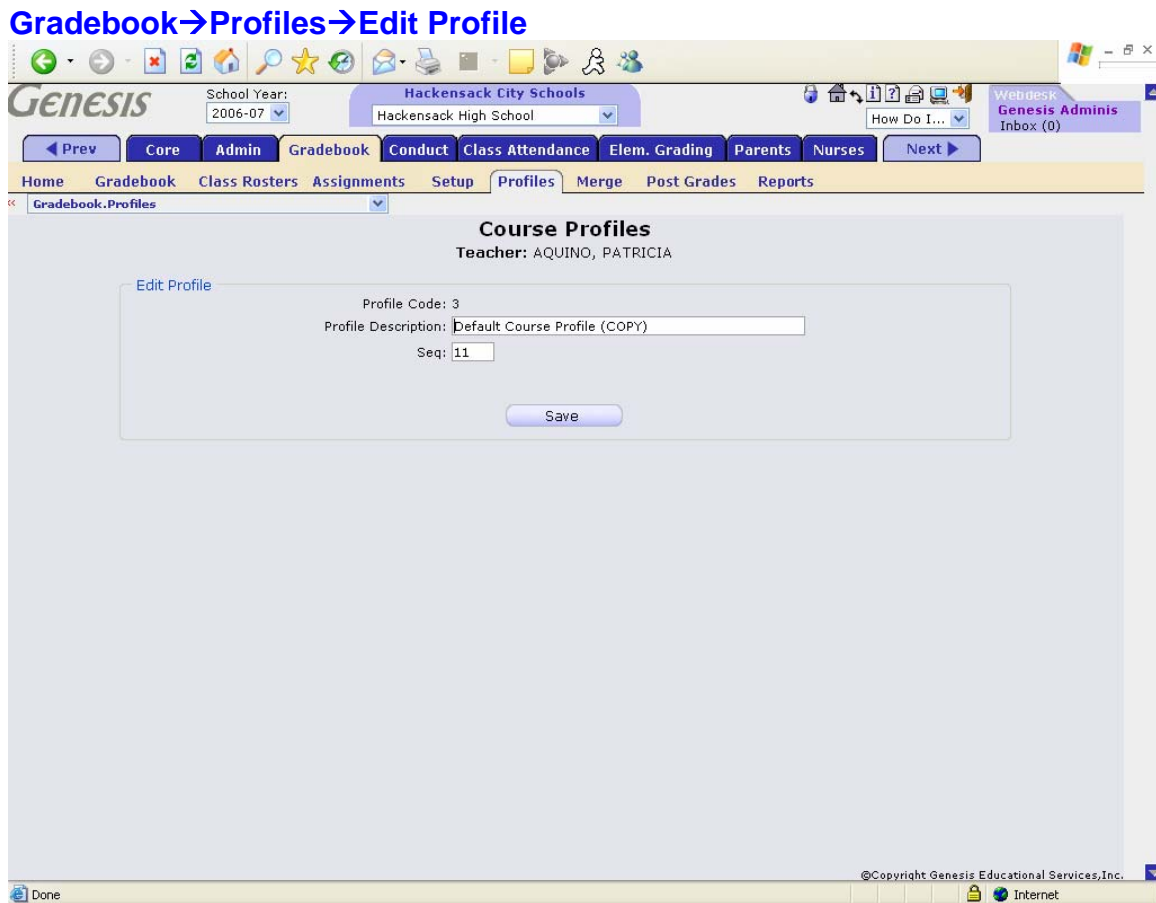 Gradebook→Profiles→Edit Profile
GENESIS
School Year:
2006-07
Hackensack City Schools
Hackensack High School
How Do I...
Webdesk
Genesis Adminis
Inbox (0)
Prev Core Admin Gradebook Conduct Class Attendance Elem. Grading Parents Nurses Next
Home Gradebook Class Rosters Assignments Setup Profiles Merge Post Grades Reports
Gradebook.Profiles
Course Profiles
Teacher: AQUINO, PATRICIA
Edit Profile
Profile Code: 3
Profile Description: Default Course Profile (COPY)
Seq: 11
Save
©Copyright Genesis Educational Services,Inc.
Done Internet